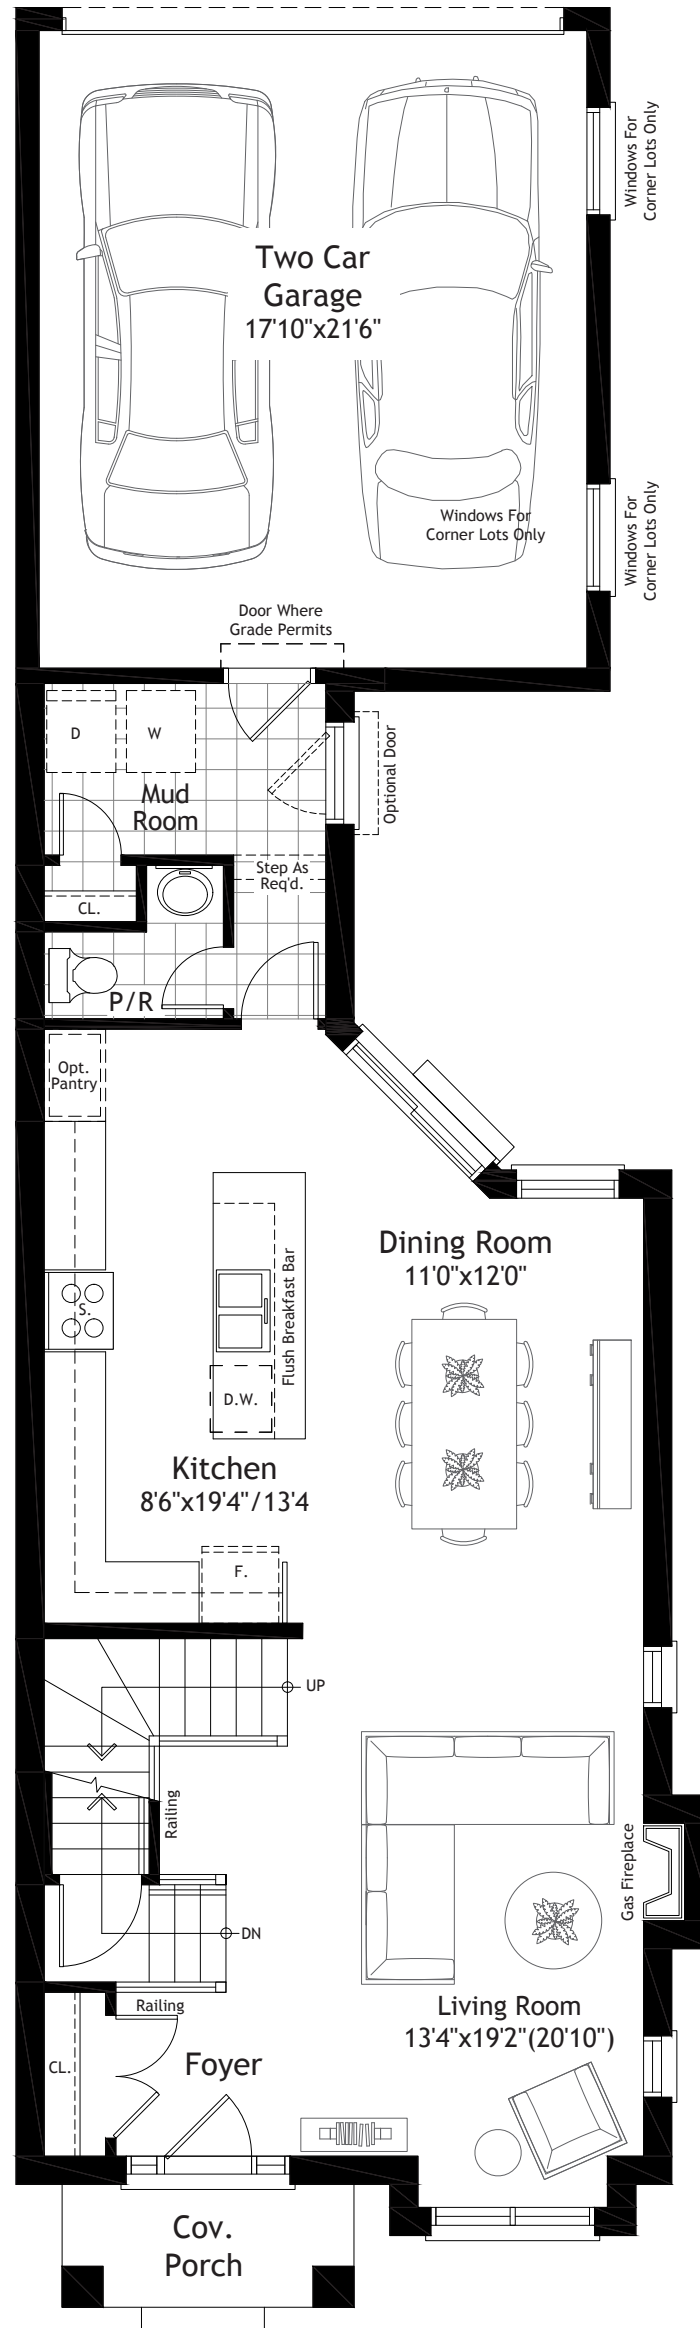 Windows For
Corner Lots Only
Two Car
Garage
17'10"x21'6"
Windows For
Corner Lots Only
Windows For
Corner Lots Only
Door Where
Grade Permits
D
W
Optional Door
Mud
Room
Step As
Req'd.
CL.
P/R
Opt.
Pantry
Dining Room
11'0"x12'0"
S.
Flush Breakfast Bar
D.W.
Kitchen
8'6"x19'4"/13'4
F.
UP
Railing
Gas Fireplace
DN
Railing
Living Room
13'4"x19'2"(20'10")
CL.
Foyer
Cov.
Porch